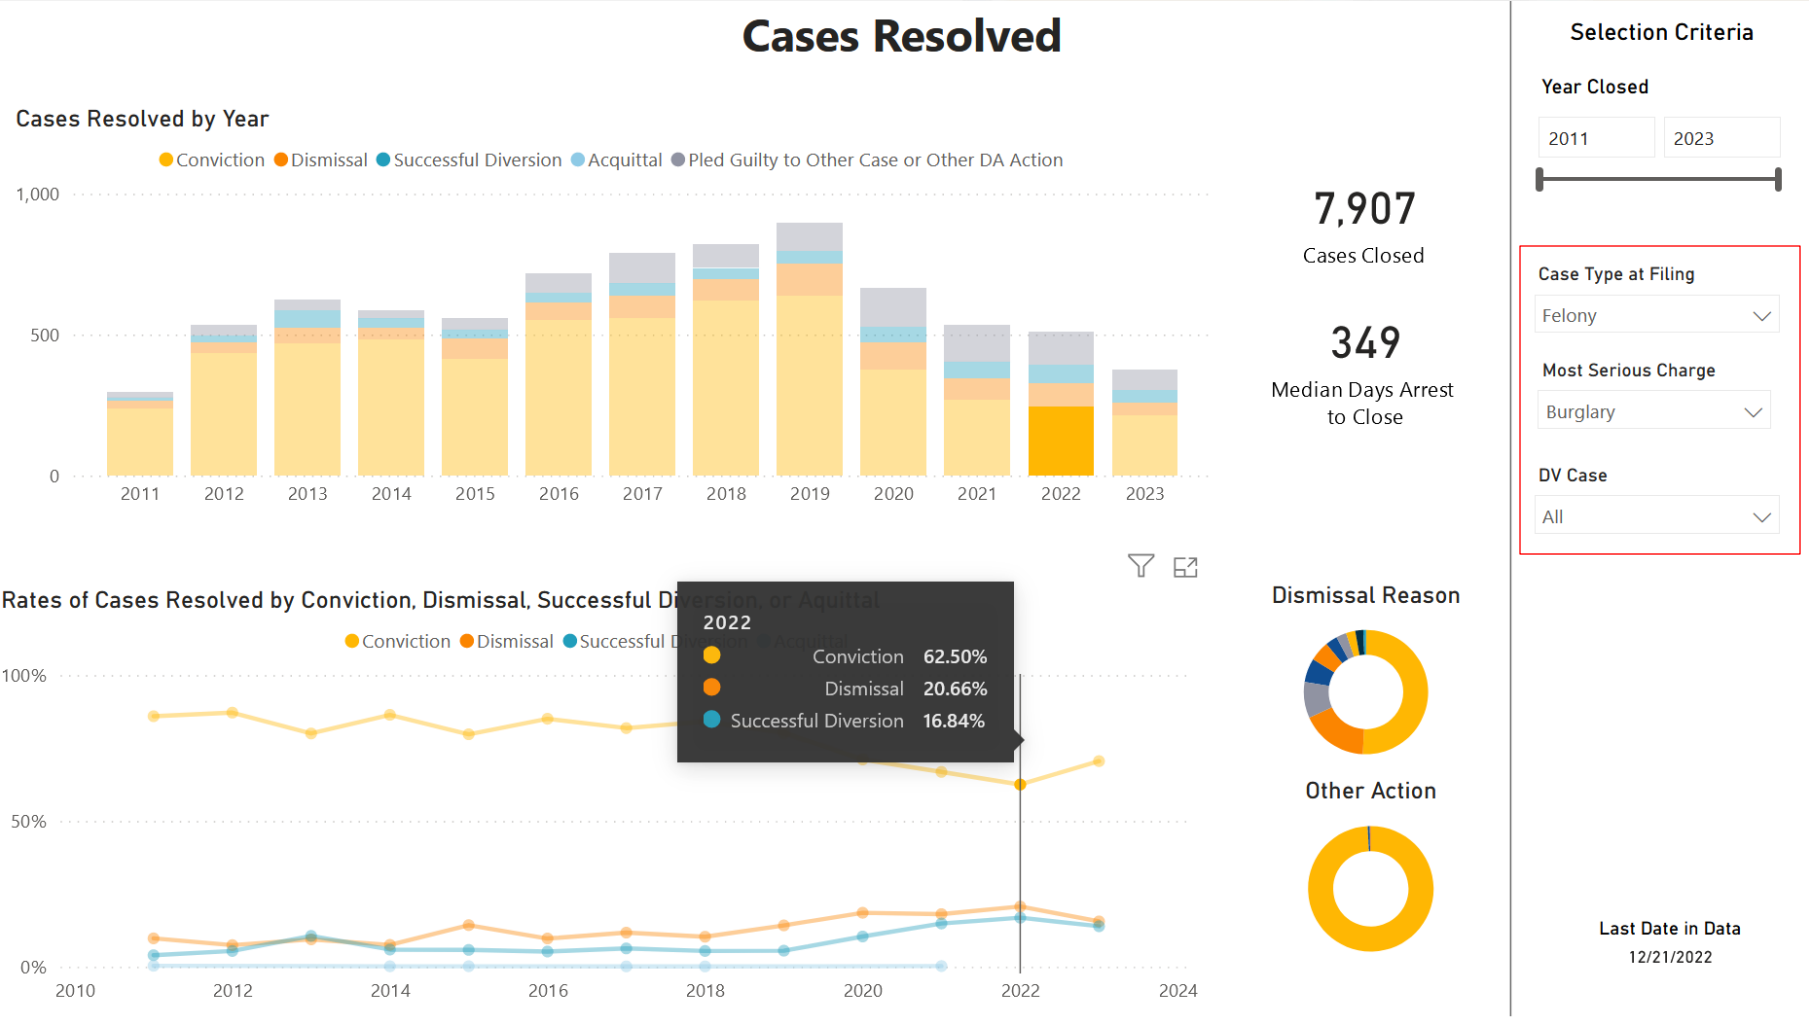 Cases Resolved
Cases Resolved by Year
Conviction Dismissal Successful Diversion Acquittal Pled Guilty to Other Case or Other DA Action
1,000
500
0
2011 2012 2013 2014 2015 2016 2017 2018 2019 2020 2021 2022 2023
7,907
Cases Closed
349
Median Days Arrest
to Close
Rates of Cases Resolved by Conviction, Dismissal, Successful Diversion, or Aquittal
Conviction Dismissal Successful Diversion Acquittal
2022
Conviction 62.50%
Dismissal 20.66%
Successful Diversion 16.84%
100%
50%
0%
2010 2012 2014 2016 2018 2020 2022 2024
Dismissal Reason
Other Action
Selection Criteria
Year Closed
2011 2023
Case Type at Filing
Felony
Most Serious Charge
Burglary
DV Case
All
Last Date in Data
12/21/2022